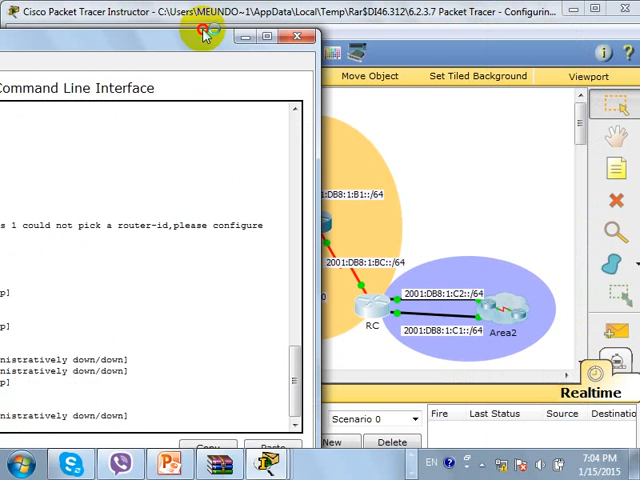 Cisco Packet Tracer Instructor - C:\Users\MEUNDO~1\AppData\Local\Temp\Rar$DI46.312\6.2.3.7 Packet Tracer - Configurin...
Move Object
Set Tiled Background
Viewport
Command Line Interface
s 1 could not pick a router-id,please configure
p]
p]
nistratively down/down]
nistratively down/down]
p]
nistratively down/down]
Copy
Paste
:DB8:1:B1::/64
2001:DB8:1:BC::/64
0
RC
2001:DB8:1:C2::/64
2001:DB8:1:C1::/64
Area2
Realtime
Scenario 0
Fire
Last Status
Source
Destinatio
New
Delete
EN
7:04 PM
1/15/2015